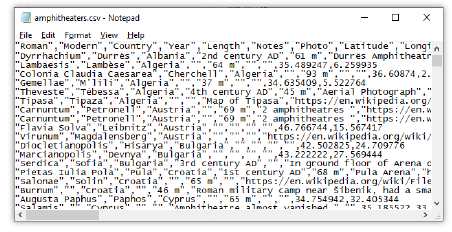 amphitheaters.csv - Notepad
File Edit Format View Help
"Roman","Modern","Country","Year","Length","Notes","Photo","Latitude","Longi
"Dyrrhachium","Durrës","Albania","2nd century AD","61 m","Durrës Amphitheatr
"Lambaesis","Lambèse","Algeria","","64 m","","",35.489247,6.259935
"Colonia Claudia Caesarea","Cherchell","Algeria","","93 m","","",36.60874,2.
"Gemellae","M'lili","Algeria","","37 m","","",34.635409,5.522764
"Theveste","Tébessa","Algeria","4th century AD","45 m","Aerial Photograph","
"Tipasa","Tipaza","Algeria","","","Map of Tipasa","https://en.wikipedia.org/
"Carnuntum","Petronell","Austria","","69 m","2 amphitheatres ","https://en.w
"Carnuntum","Petronell","Austria","","69 m","2 amphitheatres ","https://en.w
"Flavia Solva","Leibnitz","Austria","","","","",46.766744,15.567417
"Virunum","Magdalensberg","Austria","","","","https://en.wikipedia.org/wiki/
"Diocletianopolis","Hisarya","Bulgaria","","","","",42.502825,24.709776
"Marcianopolis","Devnya","Bulgaria","","","","",43.222222,27.569444
"Serdica","Sofia","Bulgaria","3rd century AD","","In ground floor of Arena d
"Pietas Iulia Pola","Pula","Croatia","1st century AD","68 m","Pula Arena","h
"Salonae","Solin","Croatia","","65 m","","https://en.wikipedia.org/wiki/File
"Burnum","","Croatia","","46 m","Roman military camp near Šibenik, had a sma
"Augusta Paphus","Paphos","Cyprus","","65 m","","",34.754942,32.405344
"Salamis","","Cyprus","","","Amphitheatre almost vanished ","",35.185522,33